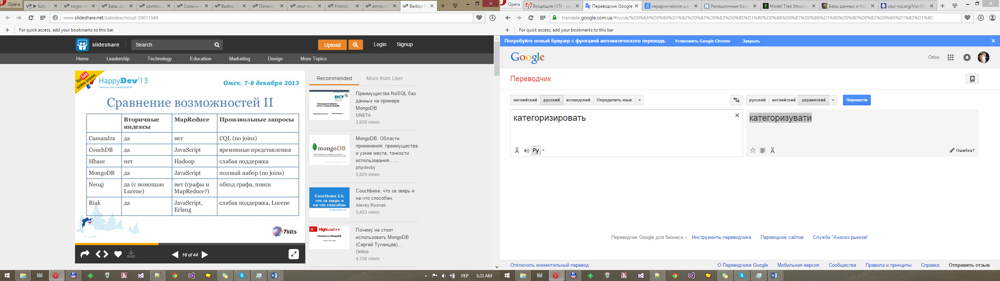 Opera
Katy P
хнурэ ма
Базы дан
критери
Сильные
Выбор N
Почему
ceur-ws.o
Friends |
алгорит
Выбор N
www.slideshare.net/zaleslaw/nosql-29011549
For quick access, add your bookmarks to this bar
slideshare
Search
Upload
Login
Signup
Home
Leadership
Technology
Education
Marketing
Design
More Topics
YouTube
video inside.
HappyDev'13
Больше чем конференция!
Омск. 7-8 декабря 2013
Сравнение возможностей II
Вторичные индексы
MapReduce
Произвольные запросы
Cassandra
да
нет
CQL (no joins)
CouchDB
да
JavaScript
временные представления
Hbase
нет
Hadoop
слабая поддержка
MongoDB
да
JavaScript
полный набор (no joins)
Neo4j
да (с помощью Lucene)
нет (графы и MapReduce?)
обход графа, поиск
Riak
да
JavaScript, Erlang
слабая поддержка, Lucene
7bits
16 of 44
Recommended
More from User
DCT
Преимущества NoSQL баз
данных на примере
MongoDB
UNETA
3,936 views
mongoDB
MongoDB. Области
применения, преимущества
и узкие места, тонкости
использования……
phpdevby
5,829 views
Couchbase 2.0,
что за зверь и
на что способен
Couchbase, что за зверь и
на что способен.
Alexey Rusnak
3,423 views
HighLoad++
Почему не MongoDB
Почему не стоит
использовать MongoDB
(Сергей Туленцев)…
Ontico
4,336 views
УКР
3:23 AM
Opera
Входящие (17) - sta
Переводчик Google
иерархические дан
Реляционные базы
Model Tree Structur
Базы данных и NoS
ceur-ws.org/Vol-934
translate.google.com.ua/#ru/uk/%D0%BA%D0%B0%D1%82%D0%B5%D0%B3%D0%BE%D1%80%D0%B8%D0%B7%D0%B8%D1%80%D0%BE%D0%B2%D0%B0%D1%82%D1%8C
For quick access, add your bookmarks to this bar
Попробуйте новый браузер с функцией автоматического перевода.
Установить Google Chrome
Закрыть
Google
Orlov
Переводчик
английский
русский
исландский
Определить язык
русский
английский
украинский
Перевести
категоризировать
категоризувати
Ä
Ру
Ä
Ошибка?
Переводчик Google для бизнеса –
Инструменты переводчика
Переводчик сайтов
Служба "Анализ рынков"
Отключить моментальный перевод
О Переводчике Google
Мобильная версия
Сообщества
Правила и принципы
Справка
Отправить отзыв